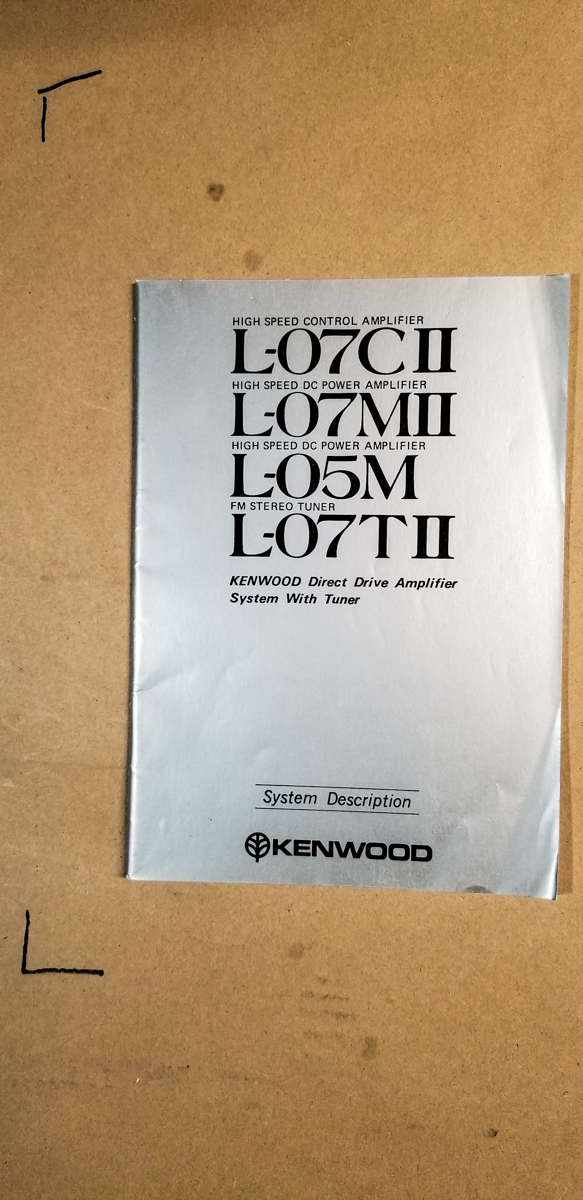 HIGH SPEED CONTROL AMPLIFIER
L-07CII
HIGH SPEED DC POWER AMPLIFIER
L-07MII
HIGH SPEED DC POWER AMPLIFIER
L-05M
FM STEREO TUNER
L-07TII
KENWOOD Direct Drive Amplifier
System With Tuner
System Description
KENWOOD